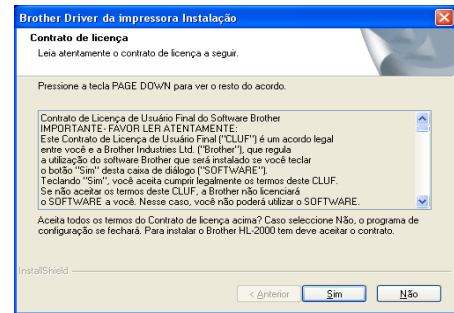 Brother Driver da impressora Instalação
Contrato de licença
Leia atentamente o contrato de licença a seguir.
Pressione a tecla PAGE DOWN para ver o resto do acordo.
Contrato de Licença de Usuário Final do Software Brother
IMPORTANTE- FAVOR LER ATENTAMENTE:
Este Contrato de Licença de Usuário Final ("CLUF") é um acordo legal
entre você e a Brother Industries Ltd. ("Brother"), que regula
a utilização do software Brother que será instalado se você teclar
o botão "Sim" desta caixa de diálogo ("SOFTWARE").
Teclando "Sim", você aceita cumprir legalmente os termos deste CLUF.
Se não aceitar os termos deste CLUF, a Brother não licenciará
o SOFTWARE a você. Nesse caso, você não poderá utilizar o SOFTWARE.
Aceita todos os termos do Contrato de licença acima? Caso seleccione Não, o programa de
configuração se fechará. Para instalar o Brother HL-2000 tem deve aceitar o contrato.
InstallShield
< Anterior Sim Não